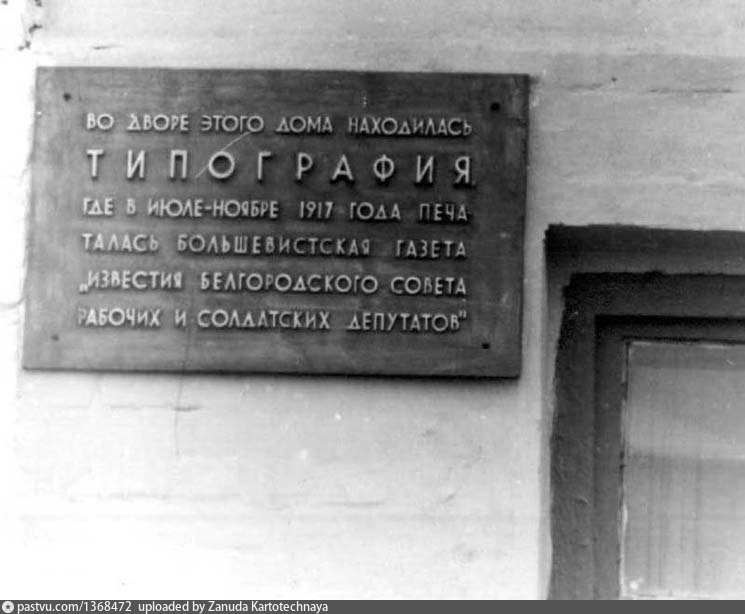 ВО ДВОРЕ ЭТОГО ДОМА НАХОДИЛАСЬ
ТИПОГРАФИЯ
ГДЕ В ИЮЛЕ-НОЯБРЕ 1917 ГОДА ПЕЧА
ТАЛАСЬ БОЛЬШЕВИСТСКАЯ ГАЗЕТА
„ИЗВЕСТИЯ БЕЛГОРОДСКОГО СОВЕТА
РАБОЧИХ И СОЛДАТСКИХ ДЕПУТАТОВ"
pastvu.com/1368472 uploaded by Zanuda Kartotechnaya